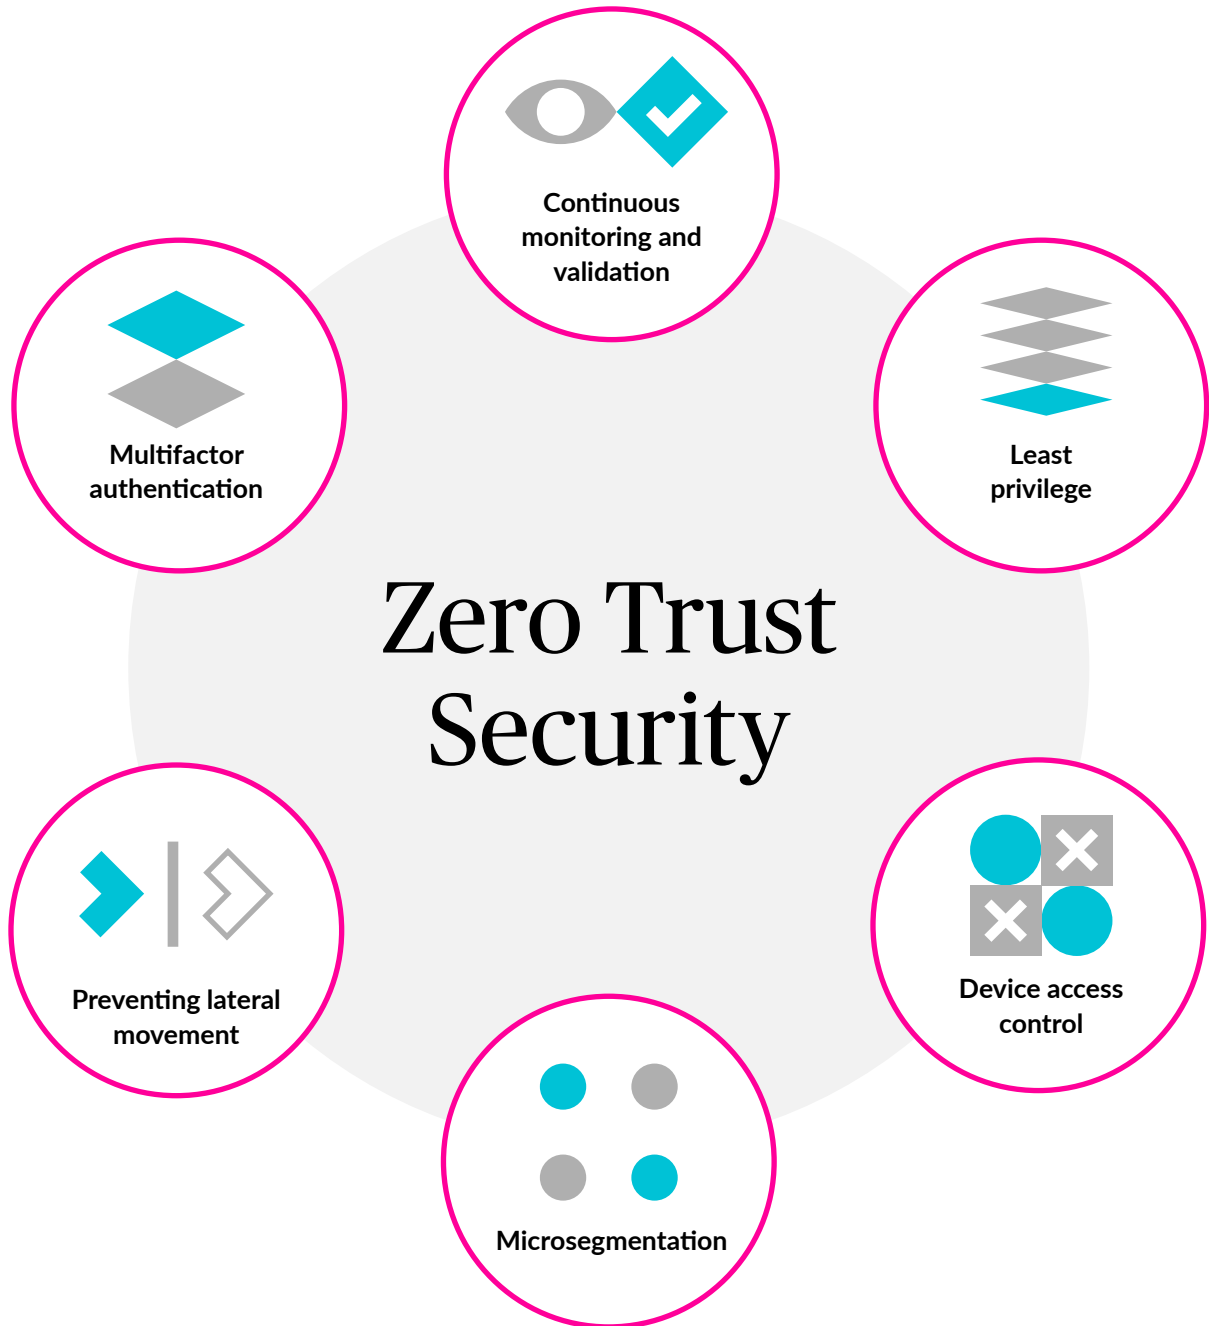 Continuous
monitoring and
validation
Multifactor
authentication
Least
privilege
Zero Trust
Security
Preventing lateral
movement
Device access
control
Microsegmentation